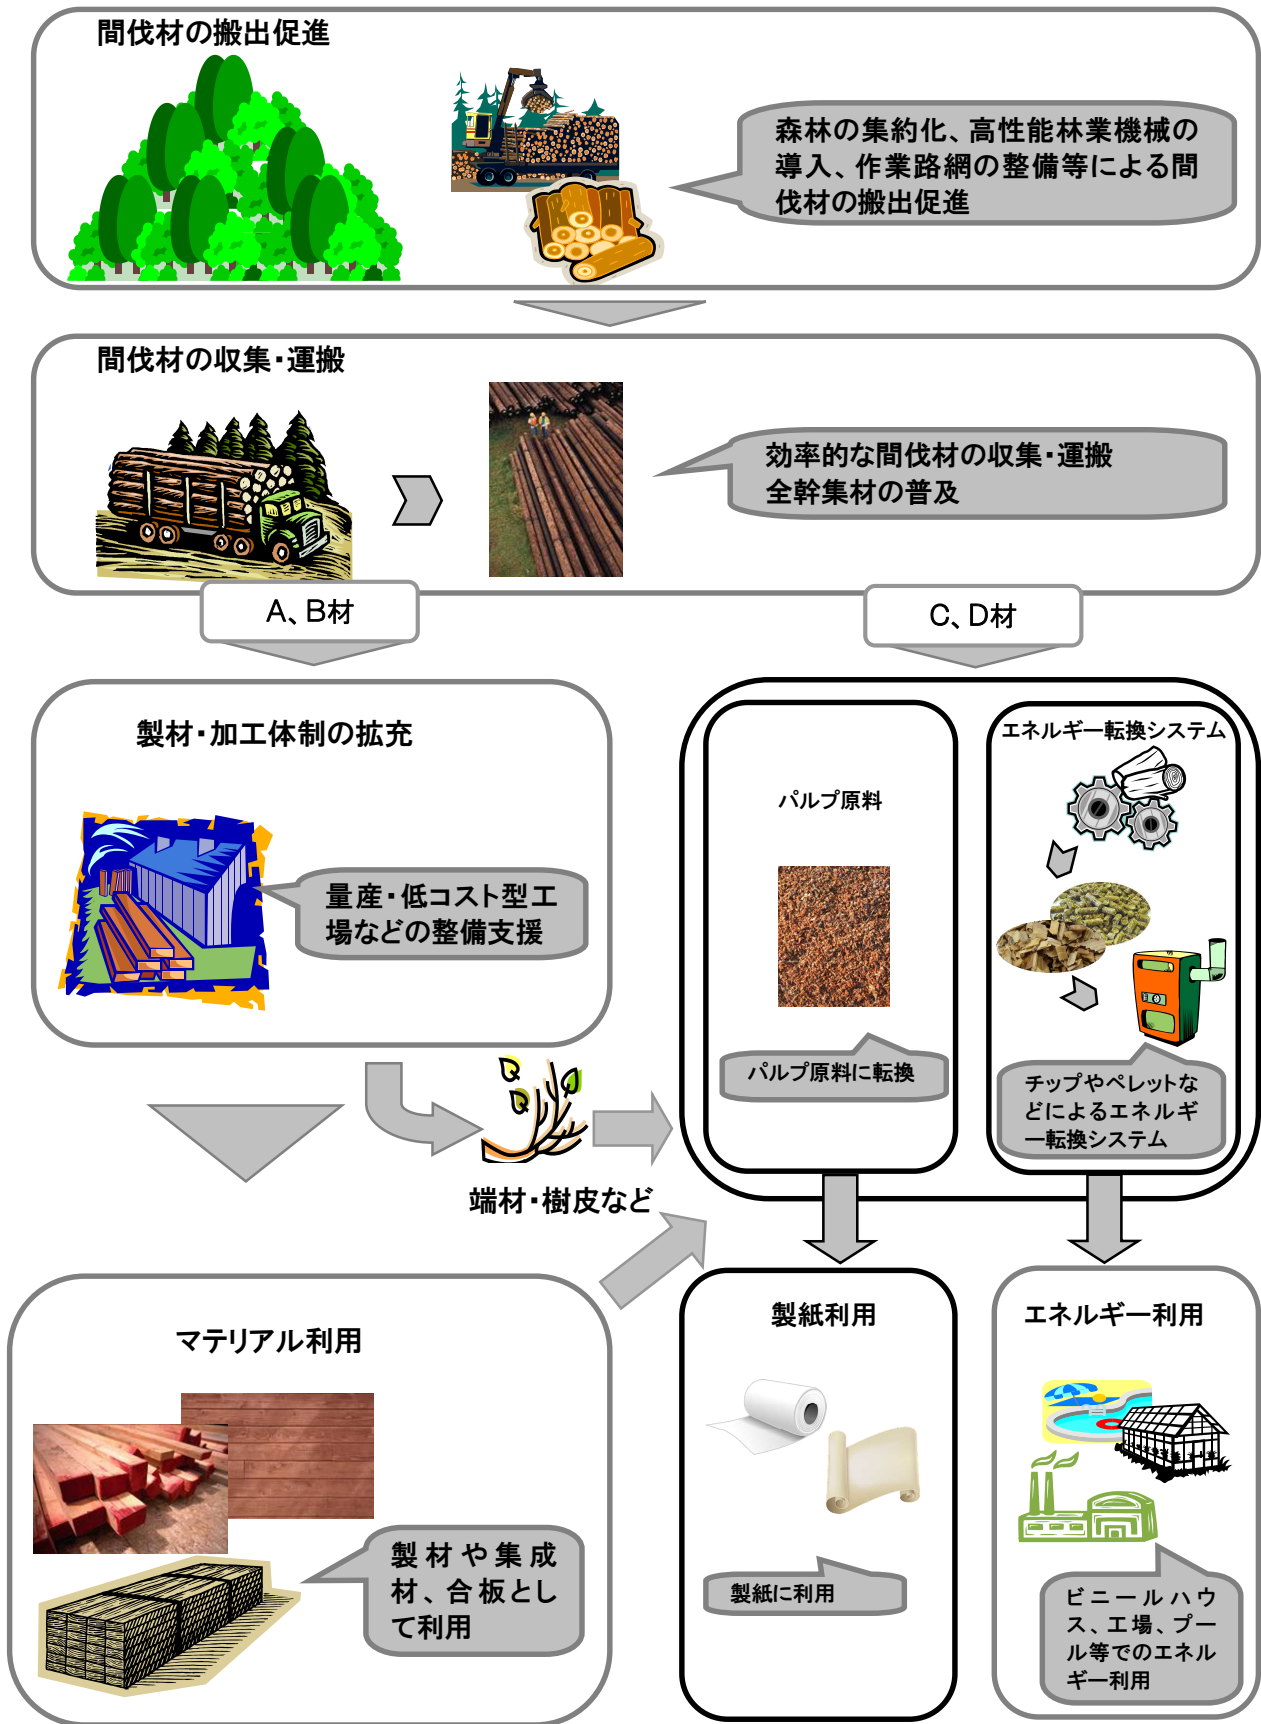 間伐材の搬出促進
森林の集約化、高性能林業機械の
導入、作業路網の整備等による間
伐材の搬出促進
間伐材の収集・運搬
効率的な間伐材の収集・運搬
全幹集材の普及
A、B材
C、D材
製材・加工体制の拡充
量産・低コスト型工
場などの整備支援
パルプ原料
パルプ原料に転換
エネルギー転換システム
チップやペレットな
どによるエネルギ
ー転換システム
端材・樹皮など
マテリアル利用
製材や集成
材、合板とし
て利用
製紙利用
製紙に利用
エネルギー利用
ビニールハウ
ス、工場、プー
ル等でのエネル
ギー利用